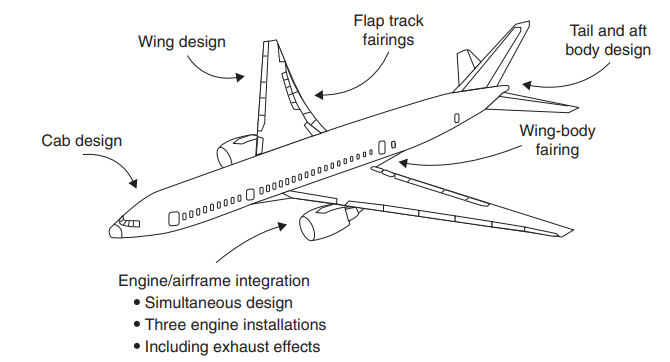 Flap track
fairings
Wing design
Tail and aft
body design
Cab design
Wing-body
fairing
Engine/airframe integration
• Simultaneous design
• Three engine installations
• Including exhaust effects